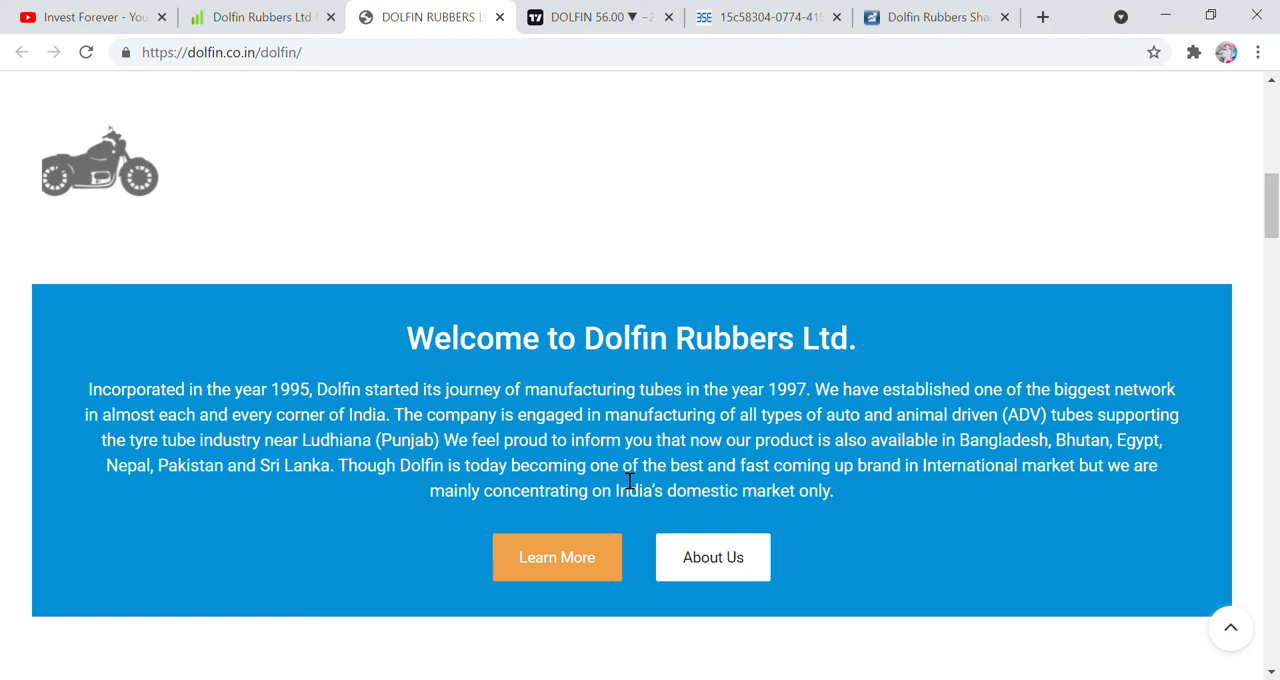 Invest Forever - You
Dolfin Rubbers Ltd
DOLFIN RUBBERS L
DOLFIN 56.00 ▼ −2
15c58304-0774-415
Dolfin Rubbers Sha
https://dolfin.co.in/dolfin/
Welcome to Dolfin Rubbers Ltd.
Incorporated in the year 1995, Dolfin started its journey of manufacturing tubes in the year 1997. We have established one of the biggest network
in almost each and every corner of India. The company is engaged in manufacturing of all types of auto and animal driven (ADV) tubes supporting
the tyre tube industry near Ludhiana (Punjab) We feel proud to inform you that now our product is also available in Bangladesh, Bhutan, Egypt,
Nepal, Pakistan and Sri Lanka. Though Dolfin is today becoming one of the best and fast coming up brand in International market but we are
mainly concentrating on India's domestic market only.
Learn More
About Us